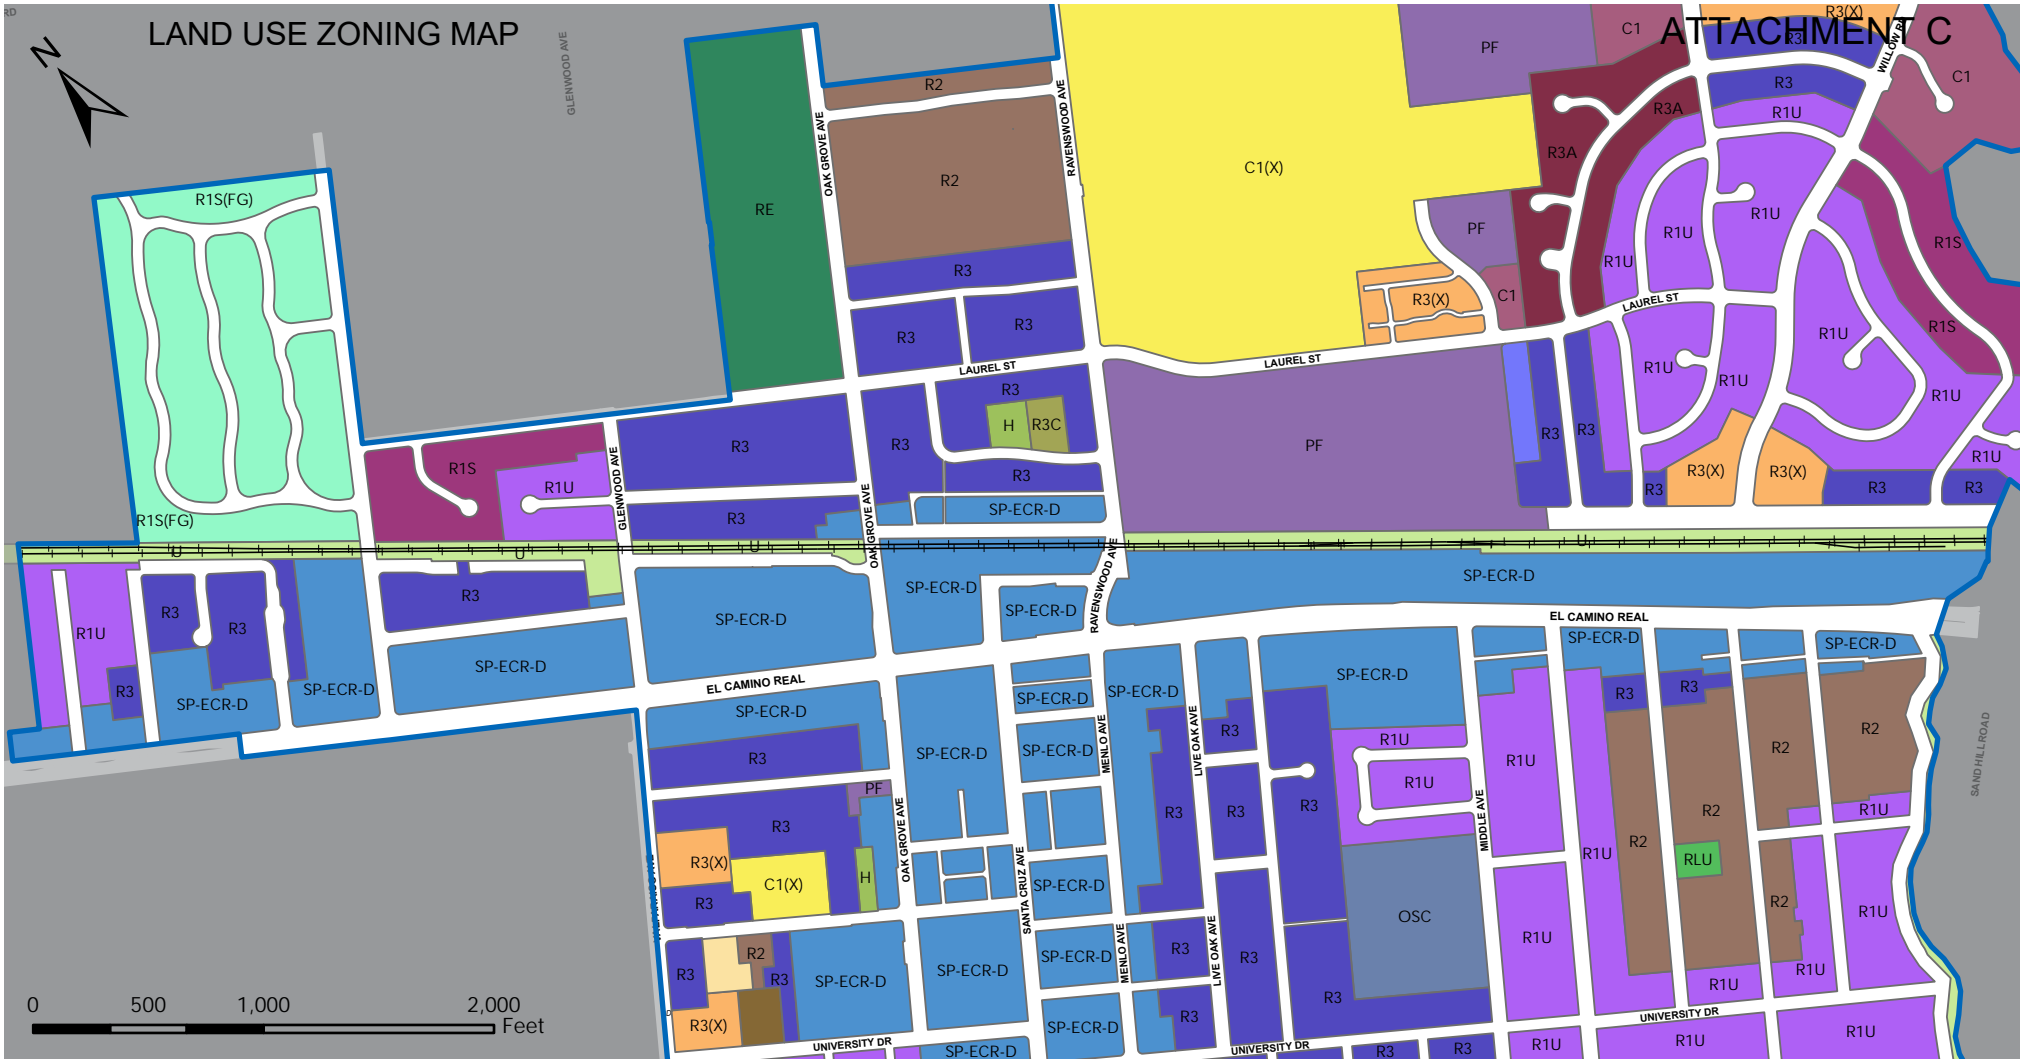 LAND USE ZONING MAP
ATTACHMENT C
RD
N
GLENWOOD AVE
R3(X)
C1
R3
PF
WILLOW RD
C1
R2
R3
R3A
R1U
OAK GROVE AVE
RAVENSWOOD AVE
R3A
C1(X)
R2
R1S(FG)
RE
R1U
PF
R1U
R1S
R1U
R3
C1
R3(X)
LAUREL ST
R3
R3
R1S
R1U
LAUREL ST
LAUREL ST
R1U
R1U
R3
R1U
H
R3C
R3
R3
R3
R3
PF
R1U
R1S
R3(X)
R3(X)
R3
R1U
GLENWOOD AVE
R3
R3
R3
SP-ECR-D
R3
R1S(FG)
OAK GROVE AVE
U
U
U
U
RAVENSWOOD AVE
SP-ECR-D
SP-ECR-D
R3
SP-ECR-D
R3
SP-ECR-D
EL CAMINO REAL
R3
R1U
SP-ECR-D
SP-ECR-D
SP-ECR-D
SP-ECR-D
EL CAMINO REAL
R3
SP-ECR-D
SP-ECR-D
SP-ECR-D
SP-ECR-D
SP-ECR-D
R3
R3
R3
R2
SAND HILL ROAD
MENLO AVE
LIVE OAK AVE
R1U
R2
SP-ECR-D
SP-ECR-D
R3
R1U
R1U
PF
OAK GROVE AVE
R3
R3
R3
R3
MIDDLE AVE
R2
R1U
R3(X)
C1(X)
H
R2
R1U
RLU
SANTA CRUZ AVE
SP-ECR-D
R3
OSC
R2
R1U
R1U
MENLO AVE
LIVE OAK AVE
R2
R3
R3
SP-ECR-D
SP-ECR-D
SP-ECR-D
R3
R3
R1U
R1U
R3
R3(X)
SP-ECR-D
R3
UNIVERSITY DR
UNIVERSITY DR
UNIVERSITY DR
SP-ECR-D
R3
R3
R1U
R1U
R1U
0
500
1,000
2,000
Feet